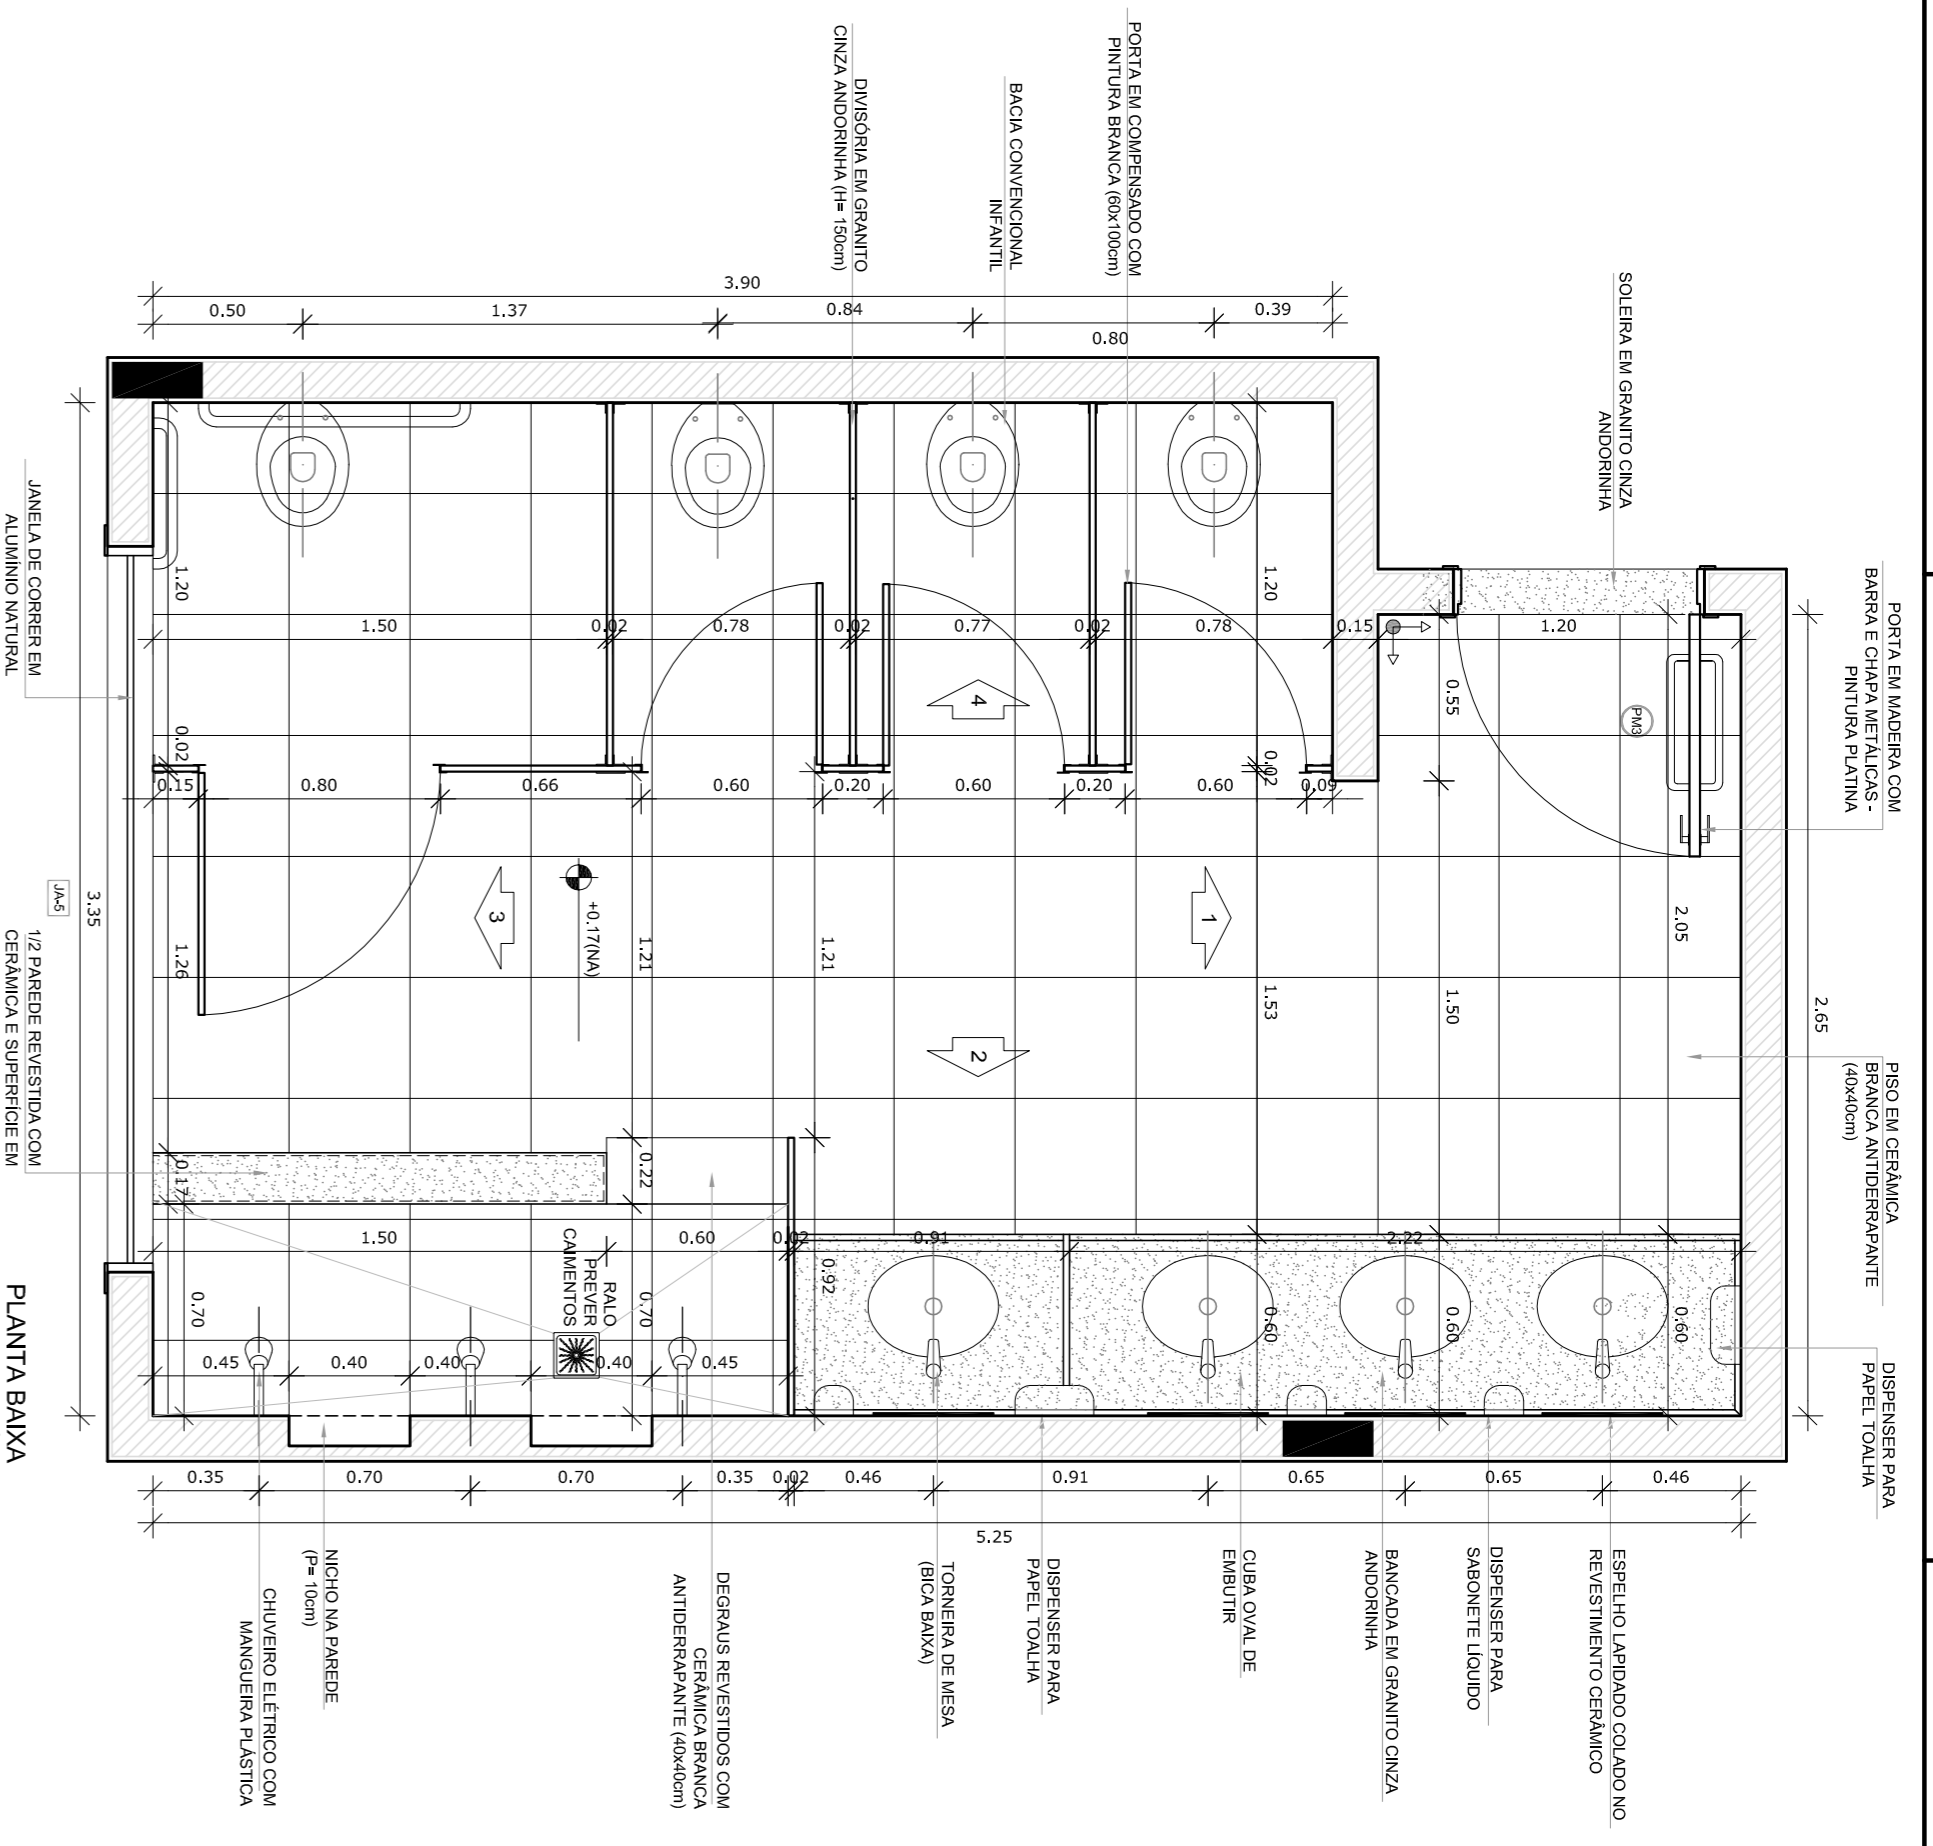 PORTA EM COMPENSADO COM
PINTURA BRANCA (60x100cm)
DIVISÓRIA EM GRANITO
CINZA ANDORINHA (H= 150cm)
BACIA CONVENCIONAL
INFANTIL
SOLEIRA EM GRANITO CINZA
ANDORINHA
PORTA EM MADEIRA COM
BARRA E CHAPA METÁLICAS -
PINTURA PLATINA
3.90
0.50
1.37
0.84
0.39
0.80
1.20
1.20
1.50
0.02
0.78
0.02
0.77
0.02
0.78
0.15
1.20
0.55
PM3
4
0.02
0.02
0.15
0.80
0.66
0.60
0.20
0.60
0.20
0.60
0.09
JANELA DE CORRER EM
ALUMÍNIO NATURAL
JA-5
3.35
3
+0.17(NA)
1
2.05
1.26
1.21
1.21
1.53
1.50
2.65
2
PISO EM CERÂMICA
BRANCA ANTIDERRAPANTE
(40x40cm)
1/2 PAREDE REVESTIDA COM
CERÂMICA E SUPERFÍCIE EM
0.17
0.22
1.50
0.60
0.02
0.91
2.22
RALO
PREVER
CAIMENTOS
0.70
0.70
0.92
0.60
0.60
0.60
0.45
0.40
0.40
0.40
0.45
DISPENSER PARA
PAPEL TOALHA
0.35
0.70
0.70
0.35
0.02
0.46
0.91
0.65
0.65
0.46
5.25
PLANTA BAIXA
NICHO NA PAREDE
(P= 10cm)
CHUVEIRO ELÉTRICO COM
MANGUEIRA PLÁSTICA
DEGRAUS REVESTIDOS COM
CERÂMICA BRANCA
ANTIDERRAPANTE (40x40cm)
TORNEIRA DE MESA
(BICA BAIXA)
DISPENSER PARA
PAPEL TOALHA
CUBA OVAL DE
EMBUTIR
BANCADA EM GRANITO CINZA
ANDORINHA
DISPENSER PARA
SABONETE LÍQUIDO
ESPELHO LAPIDADO COLADO NO
REVESTIMENTO CERÂMICO